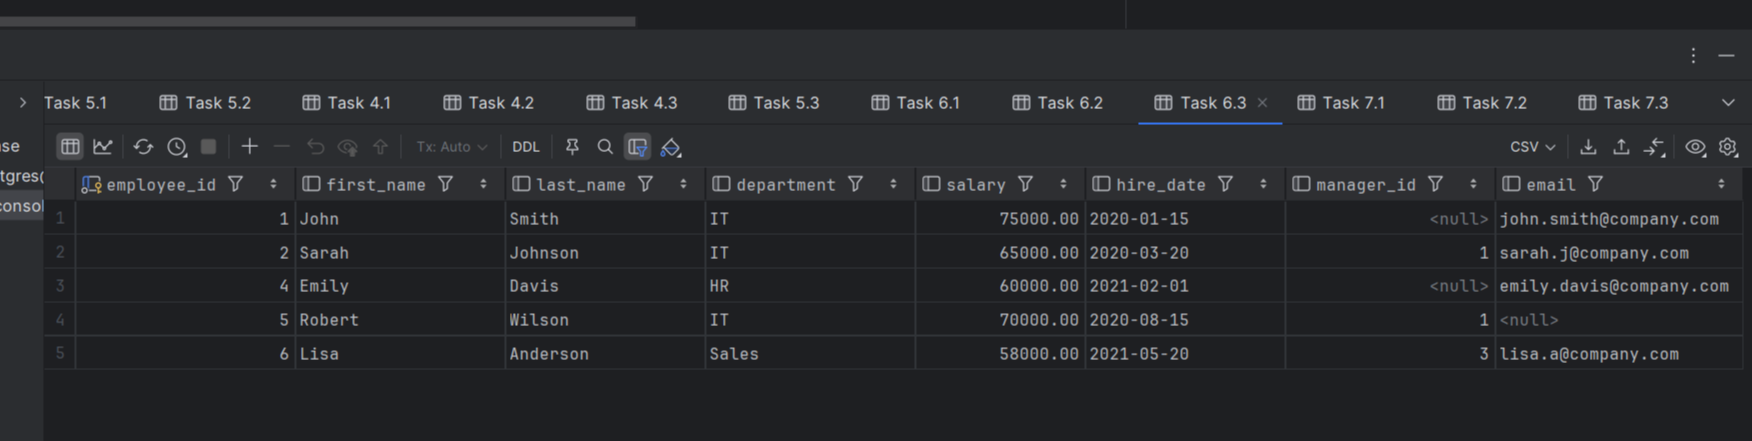 Task 5.1 Task 5.2 Task 4.1 Task 4.2 Task 4.3 Task 5.3 Task 6.1 Task 6.2 Task 6.3 Task 7.1 Task 7.2 Task 7.3
se
Tx: Auto DDL CSV
tgres(
consol
employee_id first_name last_name department salary hire_date manager_id email
1 1 John Smith IT 75000.00 2020-01-15 <null> john.smith@company.com
2 2 Sarah Johnson IT 65000.00 2020-03-20 1 sarah.j@company.com
3 4 Emily Davis HR 60000.00 2021-02-01 <null> emily.davis@company.com
4 5 Robert Wilson IT 70000.00 2020-08-15 1 <null>
5 6 Lisa Anderson Sales 58000.00 2021-05-20 3 lisa.a@company.com